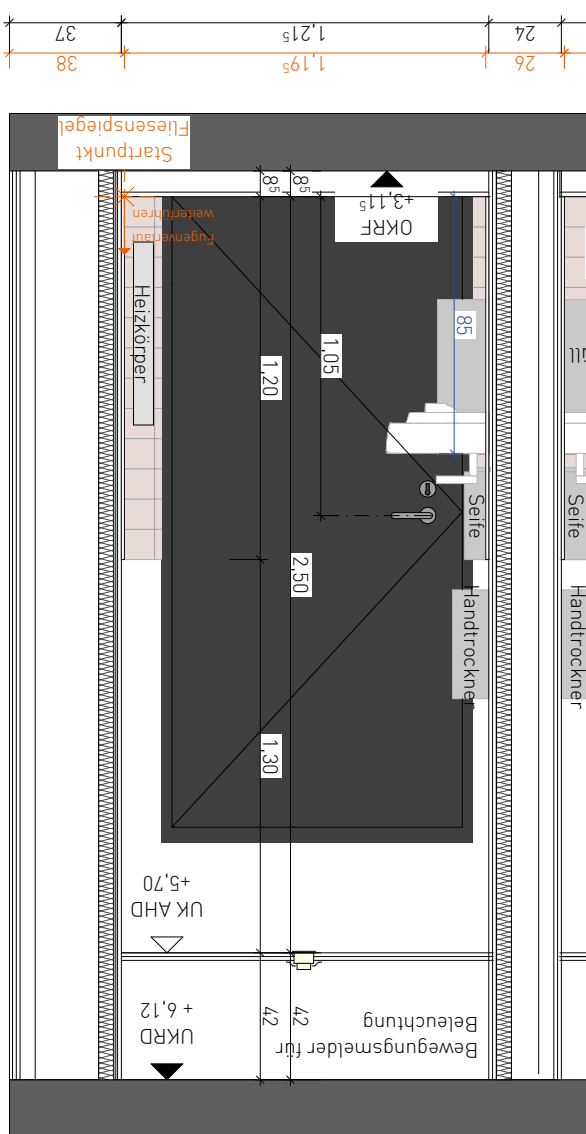 Bewegungsmelder für
Beleuchtung
42
42
UKRD
+ 6,12
UK AHD
+5,70
Handtrockner
Handtrockner
1,30
2,50
Seife
Seife
1,05
1,20
Heizkörper
85
Fugenverlauf
weiterführen
OKRF
+3,11⁵
8⁵
8⁵
Startpunkt
Fliesenspiegel
26
1,19⁵
38
24
1,21⁵
37